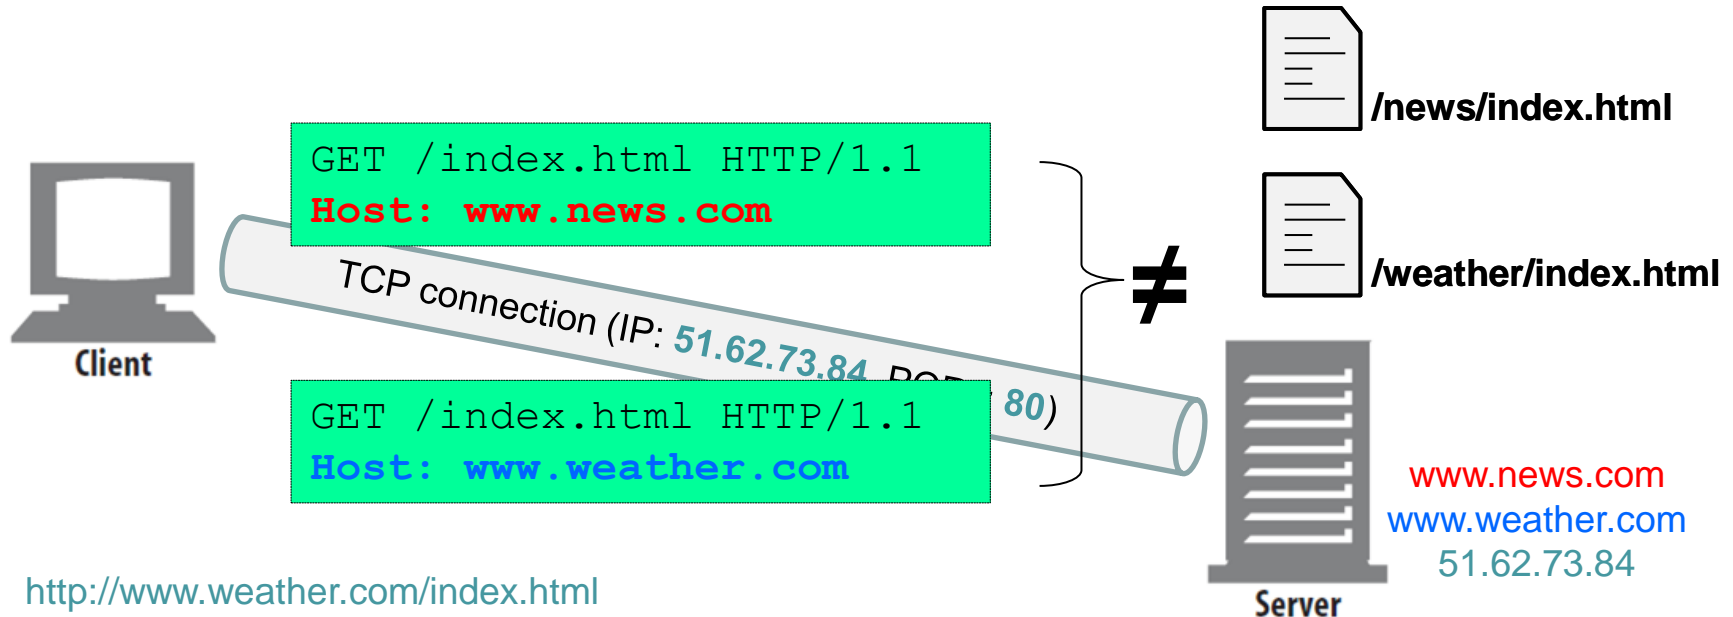 /news/index.html
GET /index.html HTTP/1.1
Host: www.news.com
/weather/index.html
≠
TCP connection (IP: 51.62.73.84, 80)
Client
GET /index.html HTTP/1.1
Host: www.weather.com
www.news.com
www.weather.com
51.62.73.84
http://www.weather.com/index.html
Server